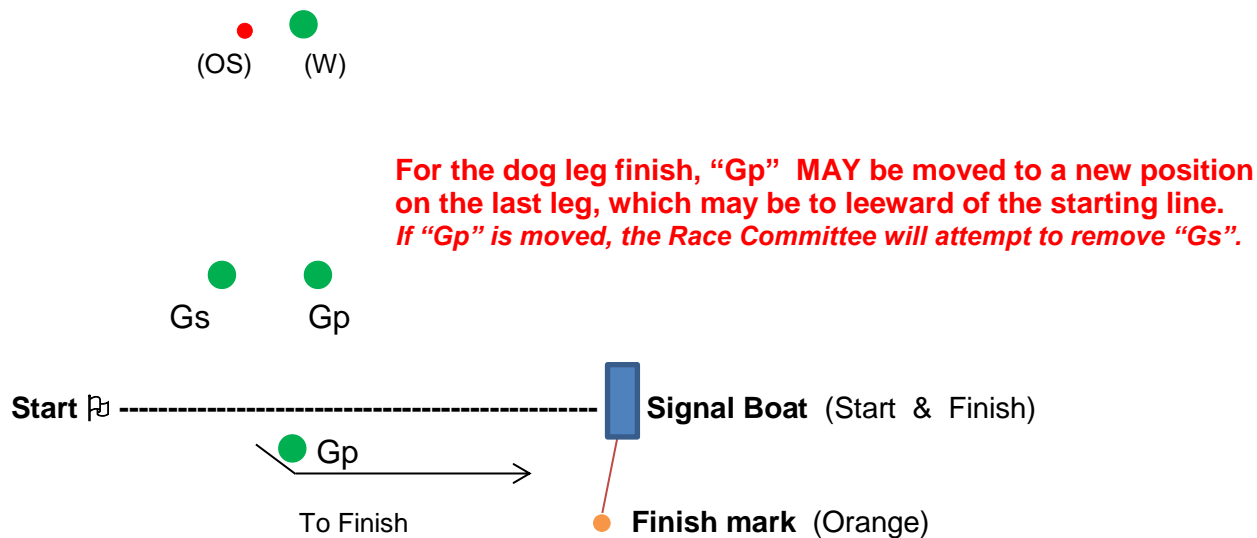 (OS) (W)
For the dog leg finish, “Gp” MAY be moved to a new position
on the last leg, which may be to leeward of the starting line.
If “Gp” is moved, the Race Committee will attempt to remove “Gs”.
Gs Gp
Start Signal Boat (Start & Finish)
Gp
To Finish Finish mark (Orange)